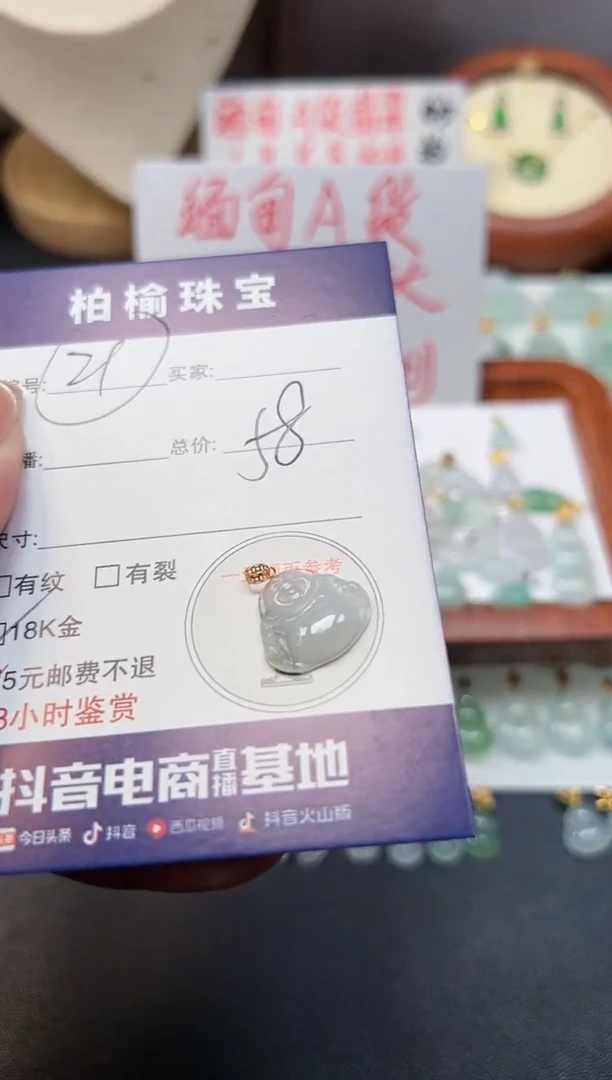 缅甸A货
柏榆珠宝
号: 21 买家:
番: 总价: 58
尺寸:
□有纹 □有裂
18K金
5元邮费不退
8小时鉴赏
抖音电商直播基地
今日头条 抖音 西瓜视频 抖音火山版